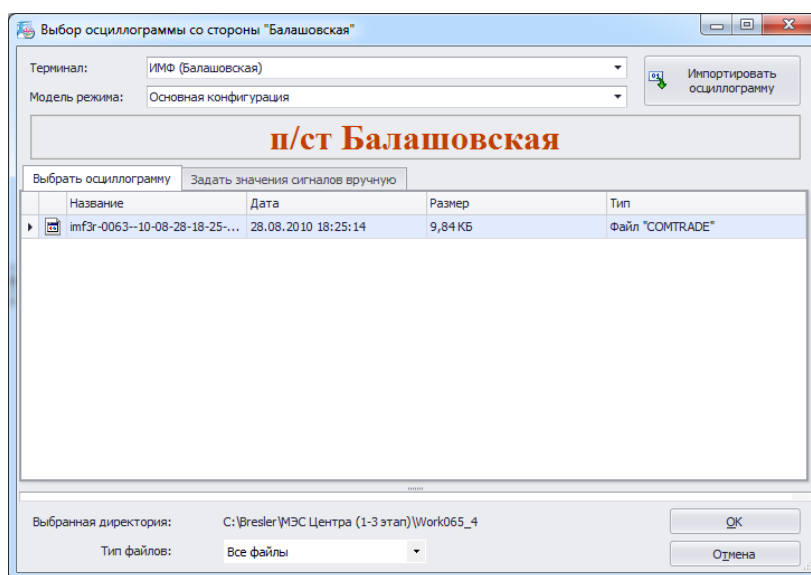 Выбор осциллограммы со стороны "Балашовская"
Терминал: ИМФ (Балашовская)
Импортировать осциллограмму
Модель режима: Основная конфигурация
п/ст Балашовская
Выбрать осциллограмму Задать значения сигналов вручную
Название Дата Размер Тип
imf3r-0063--10-08-28-18-25-... 28.08.2010 18:25:14 9,84 КБ Файл "COMTRADE"
Выбранная директория: C:\Bresler\МЭС Центра (1-3 этап)\Work065_4
OK
Тип файлов: Все файлы
Отмена